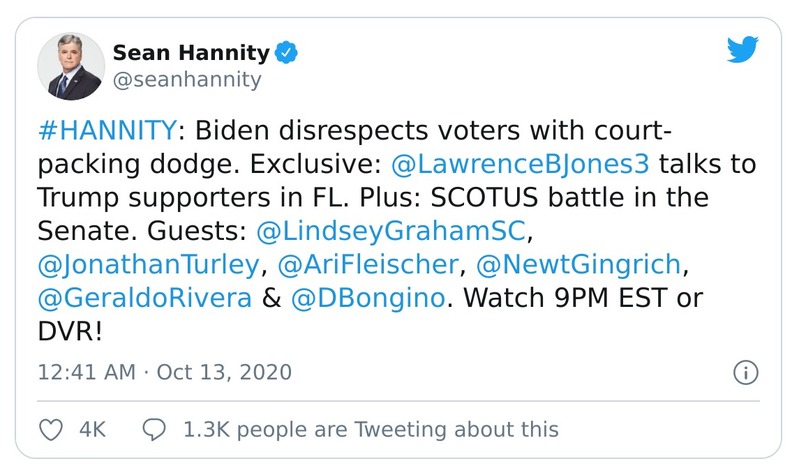 Sean Hannity
@seanhannity
#HANNITY: Biden disrespects voters with court-
packing dodge. Exclusive: @LawrenceBJones3 talks to
Trump supporters in FL. Plus: SCOTUS battle in the
Senate. Guests: @LindseyGrahamSC,
@JonathanTurley, @AriFleischer, @NewtGingrich,
@GeraldoRivera & @DBongino. Watch 9PM EST or
DVR!
12:41 AM · Oct 13, 2020
4K 1.3K people are Tweeting about this